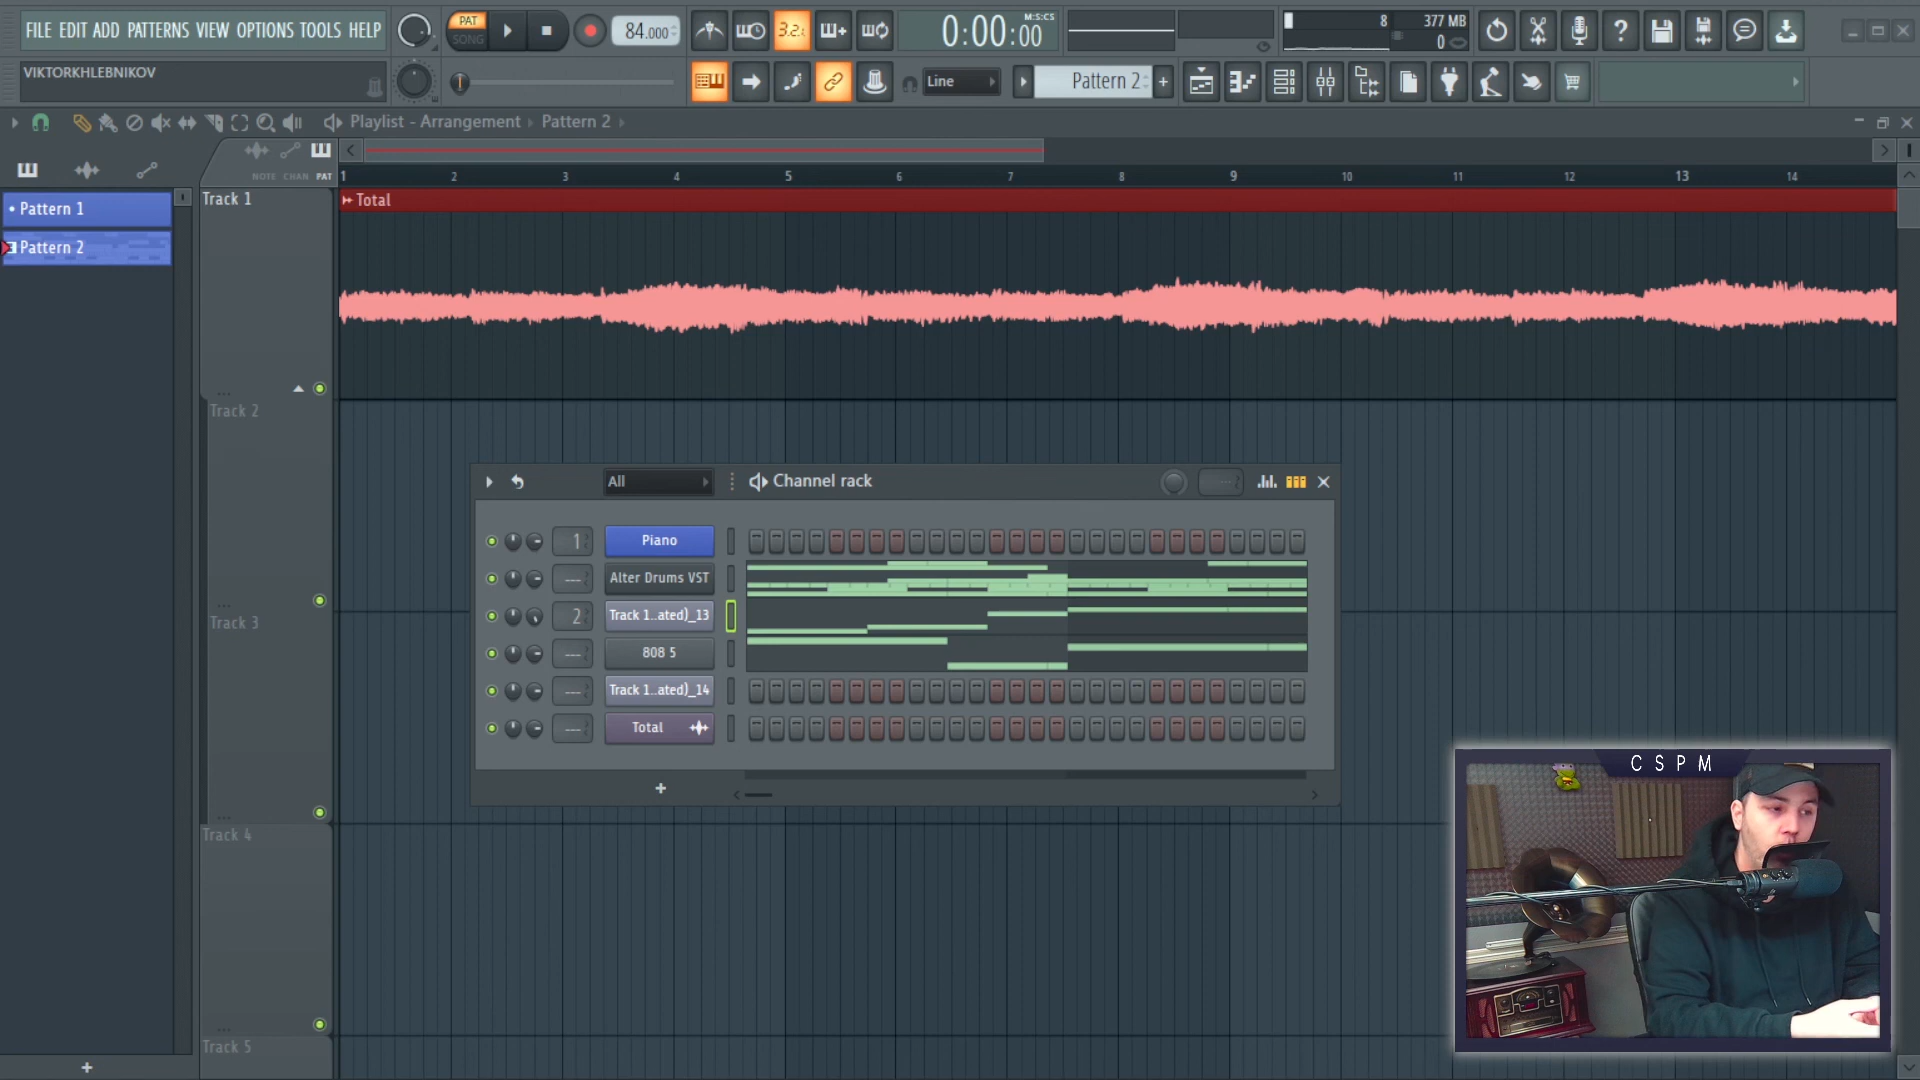 FILE EDIT ADD PATTERNS VIEW OPTIONS TOOLS HELP
PAT
SONG
84.000
3.2.
0:00:00
M:S:CS
8
377 MB
0
VIKTORKHLEBNIKOV
Line
Pattern 2
+
Playlist - Arrangement
Pattern 2
NOTE CHAN PAT
1 2 3 4 5 6 7 8 9 10 11 12 13 14
Pattern 1
Pattern 2
Track 1
Total
Track 2
Track 3
Track 4
Track 5
All
Channel rack
1
Piano
---
Alter Drums VST
2
Track 1..ated)_13
---
808 5
---
Track 1..ated)_14
---
Total
+
+
C S P M